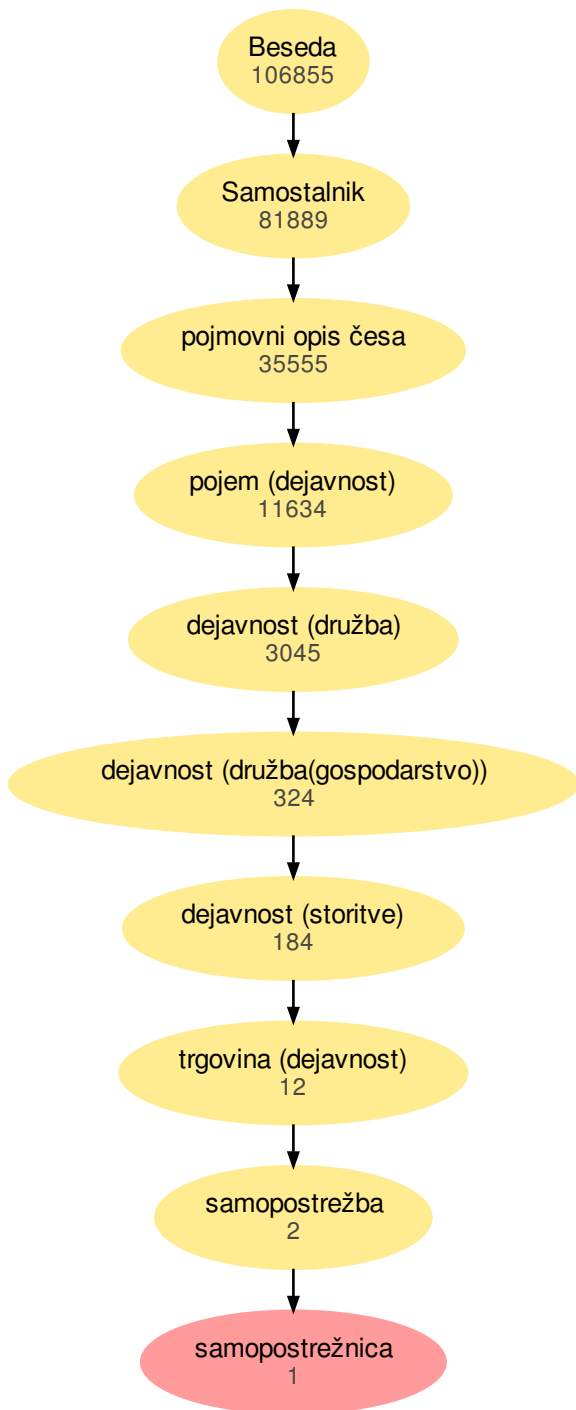 Beseda
106855
Samostalnik
81889
pojmovni opis česa
35555
pojem (dejavnost)
11634
dejavnost (družba)
3045
dejavnost (družba(gospodarstvo))
324
dejavnost (storitve)
184
trgovina (dejavnost)
12
samopostrežba
2
samopostrežnica
1